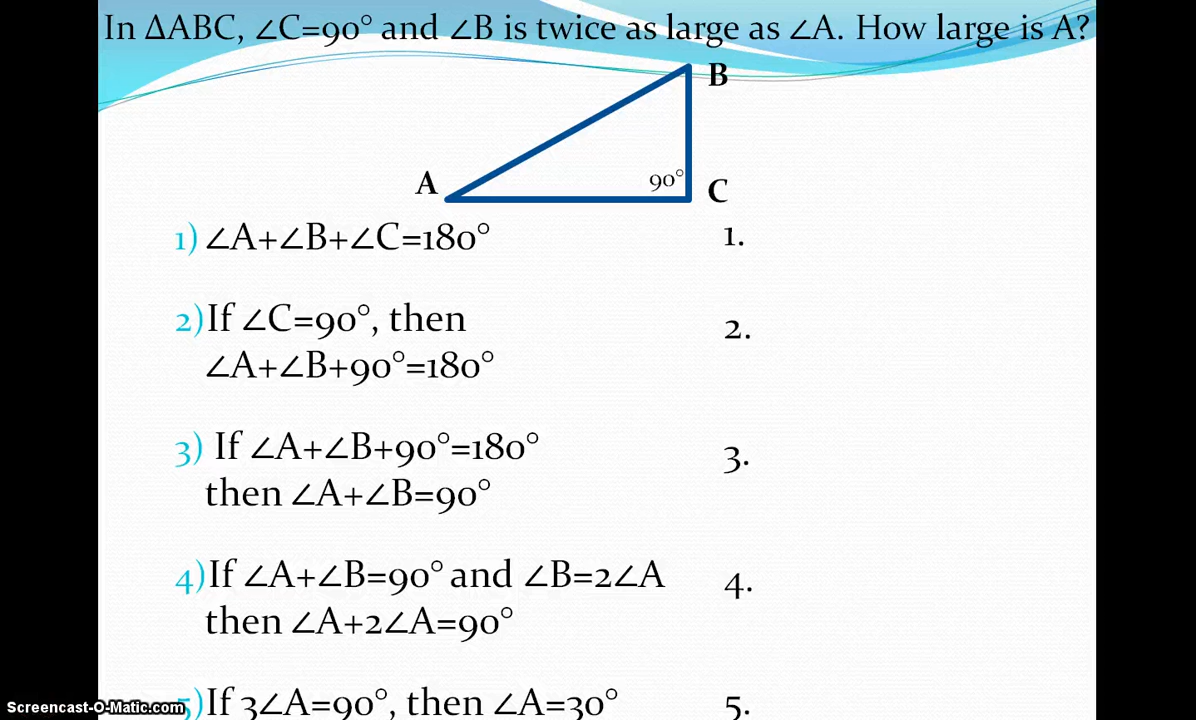 In ΔABC, ∠C=90° and ∠B is twice as large as ∠A. How large is A?
B
A
90°
C
1) ∠A+∠B+∠C=180°
1.
2) If ∠C=90°, then
∠A+∠B+90°=180°
2.
3) If ∠A+∠B+90°=180°
then ∠A+∠B=90°
3.
4) If ∠A+∠B=90° and ∠B=2∠A
then ∠A+2∠A=90°
4.
5) If 3∠A=90°, then ∠A=30°
5.
Screencast-O-Matic.com